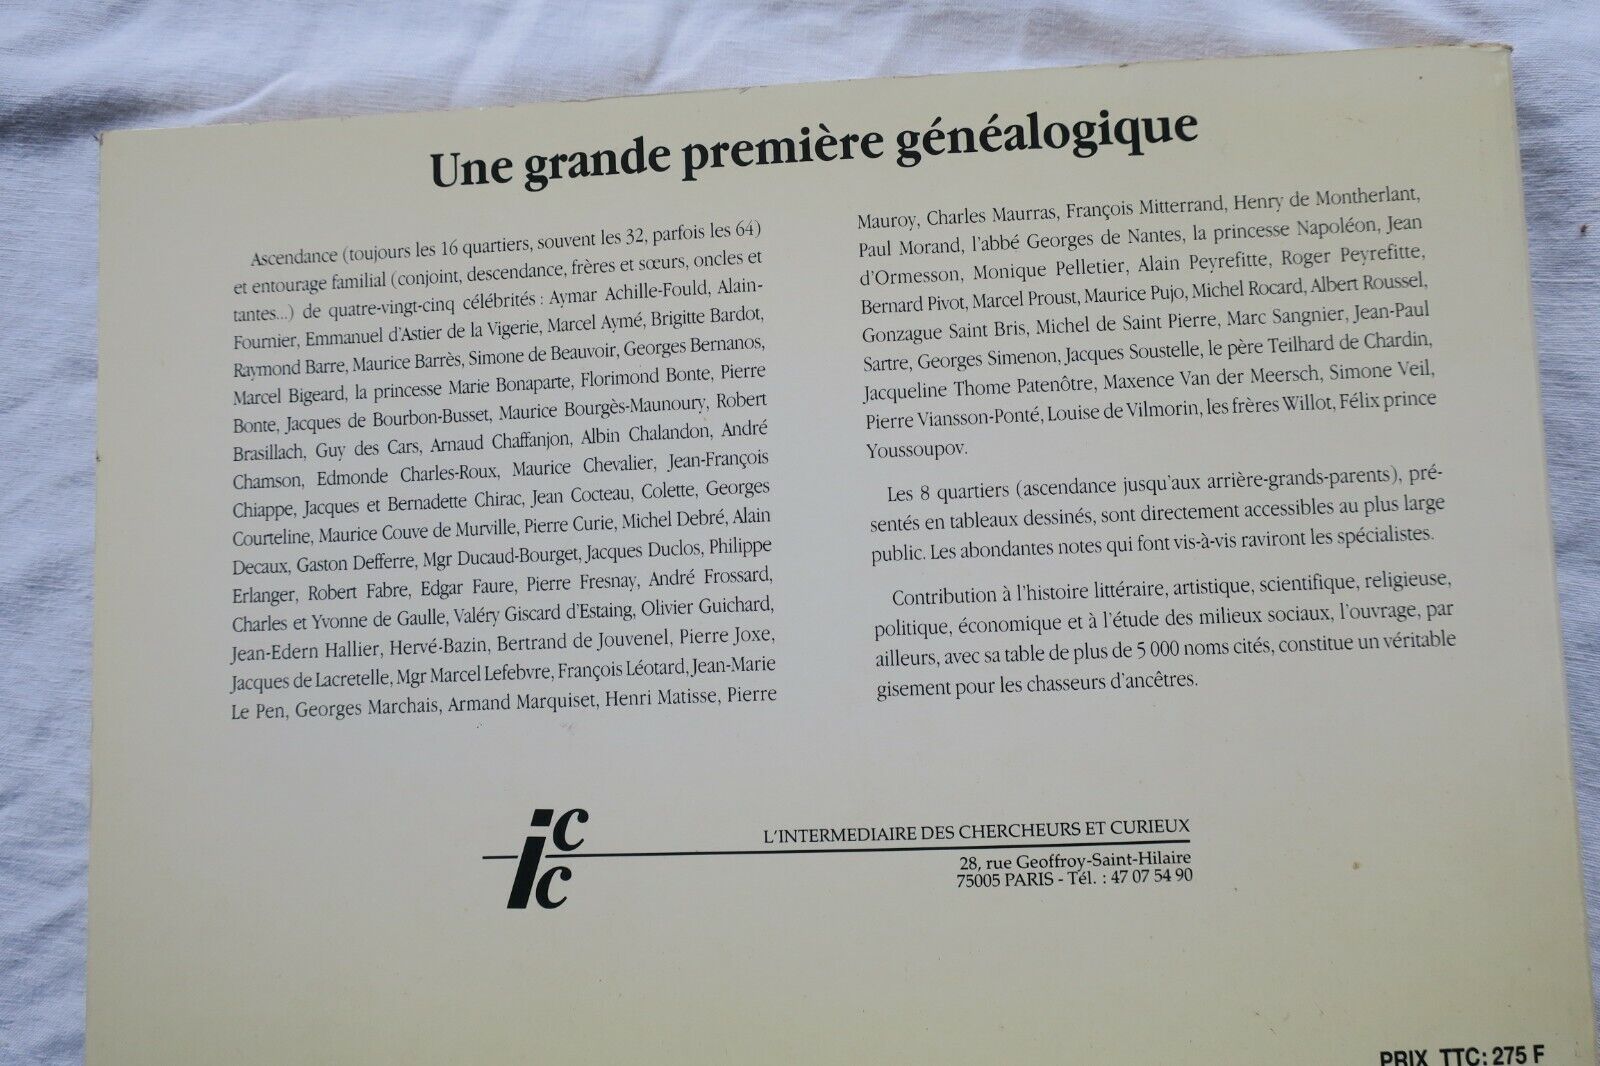 Une grande première généalogique
Ascendance (toujours les 16 quartiers, souvent les 32, parfois les 64)
et entourage familial (conjoint, descendance, frères et sœurs, oncles et
tantes...) de quatre-vingt-cinq célébrités : Aymar Achille-Fould, Alain-
Fournier, Emmanuel d'Astier de la Vigerie, Marcel Aymé, Brigitte Bardot,
Raymond Barre, Maurice Barrès, Simone de Beauvoir, Georges Bernanos,
Marcel Bigeard, la princesse Marie Bonaparte, Florimond Bonte, Pierre
Bonte, Jacques de Bourbon-Busset, Maurice Bourgès-Maunoury, Robert
Brasillach, Guy des Cars, Arnaud Chaffanjon, Albin Chalandon, André
Chamson, Edmonde Charles-Roux, Maurice Chevalier, Jean-François
Chiappe, Jacques et Bernadette Chirac, Jean Cocteau, Colette, Georges
Courteline, Maurice Couve de Murville, Pierre Curie, Michel Debré, Alain
Decaux, Gaston Defferre, Mgr Ducaud-Bourget, Jacques Duclos, Philippe
Erlanger, Robert Fabre, Edgar Faure, Pierre Fresnay, André Frossard,
Charles et Yvonne de Gaulle, Valéry Giscard d'Estaing, Olivier Guichard,
Jean-Edern Hallier, Hervé-Bazin, Bertrand de Jouvenel, Pierre Joxe,
Jacques de Lacretelle, Mgr Marcel Lefebvre, François Léotard, Jean-Marie
Le Pen, Georges Marchais, Armand Marquiset, Henri Matisse, Pierre
Mauroy, Charles Maurras, François Mitterrand, Henry de Montherlant,
Paul Morand, l'abbé Georges de Nantes, la princesse Napoléon, Jean
d'Ormesson, Monique Pelletier, Alain Peyrefitte, Roger Peyrefitte,
Bernard Pivot, Marcel Proust, Maurice Pujo, Michel Rocard, Albert Roussel,
Gonzague Saint Bris, Michel de Saint Pierre, Marc Sangnier, Jean-Paul
Sartre, Georges Simenon, Jacques Soustelle, le père Teilhard de Chardin,
Jacqueline Thome Patenôtre, Maxence Van der Meersch, Simone Veil,
Pierre Viansson-Ponté, Louise de Vilmorin, les frères Willot, Félix prince
Youssoupov.
Les 8 quartiers (ascendance jusqu'aux arrière-grands-parents), pré-
sentés en tableaux dessinés, sont directement accessibles au plus large
public. Les abondantes notes qui font vis-à-vis raviront les spécialistes.
Contribution à l'histoire littéraire, artistique, scientifique, religieuse,
politique, économique et à l'étude des milieux sociaux, l'ouvrage, par
ailleurs, avec sa table de plus de 5 000 noms cités, constitue un véritable
gisement pour les chasseurs d'ancêtres.
icc
L'INTERMEDIAIRE DES CHERCHEURS ET CURIEUX
28, rue Geoffroy-Saint-Hilaire
75005 PARIS - Tél. : 47 07 54 90
PRIX TTC: 275 F